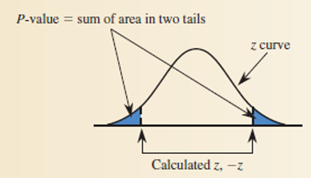 P-value = sum of area in two tails
z curve
Calculated z, −z